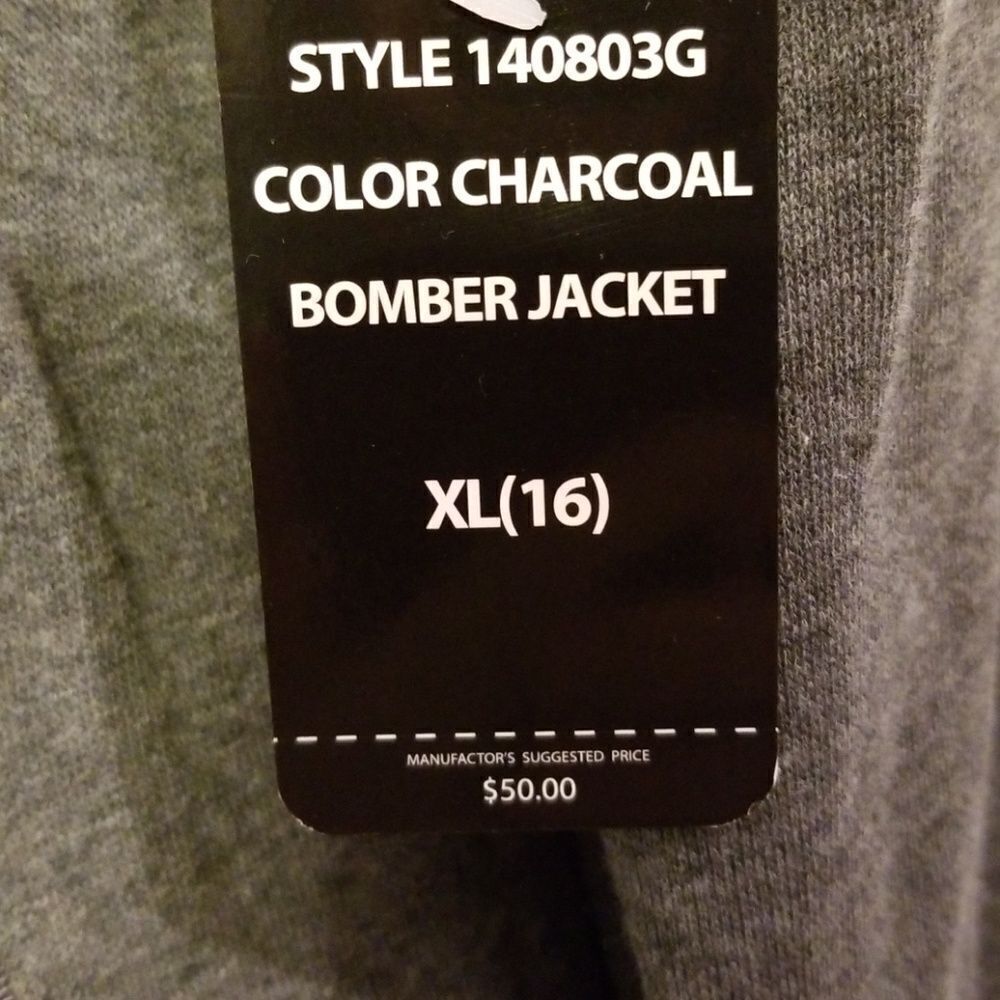 STYLE 140803G
COLOR CHARCOAL
BOMBER JACKET
XL(16)
MANUFACTOR'S SUGGESTED PRICE
$50.00